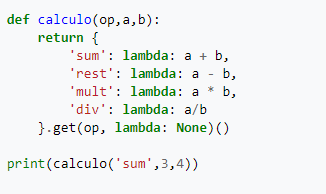 def calculo(op,a,b):
    return {
        'sum': lambda: a + b,
        'rest': lambda: a - b,
        'mult': lambda: a * b,
        'div': lambda: a/b
    }.get(op, lambda: None)()
print(calculo('sum',3,4))